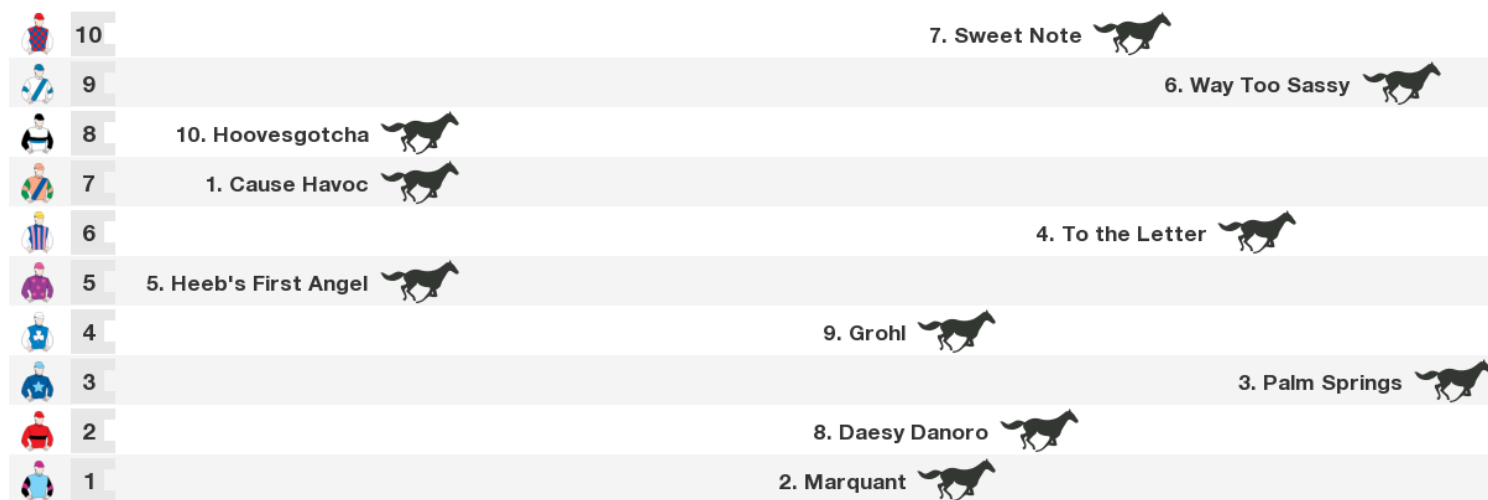 10 7. Sweet Note
9 6. Way Too Sassy
8 10. Hoovesgotcha
7 1. Cause Havoc
6 4. To the Letter
5 5. Heeb's First Angel
4 9. Grohl
3 3. Palm Springs
2 8. Daesy Danoro
1 2. Marquant